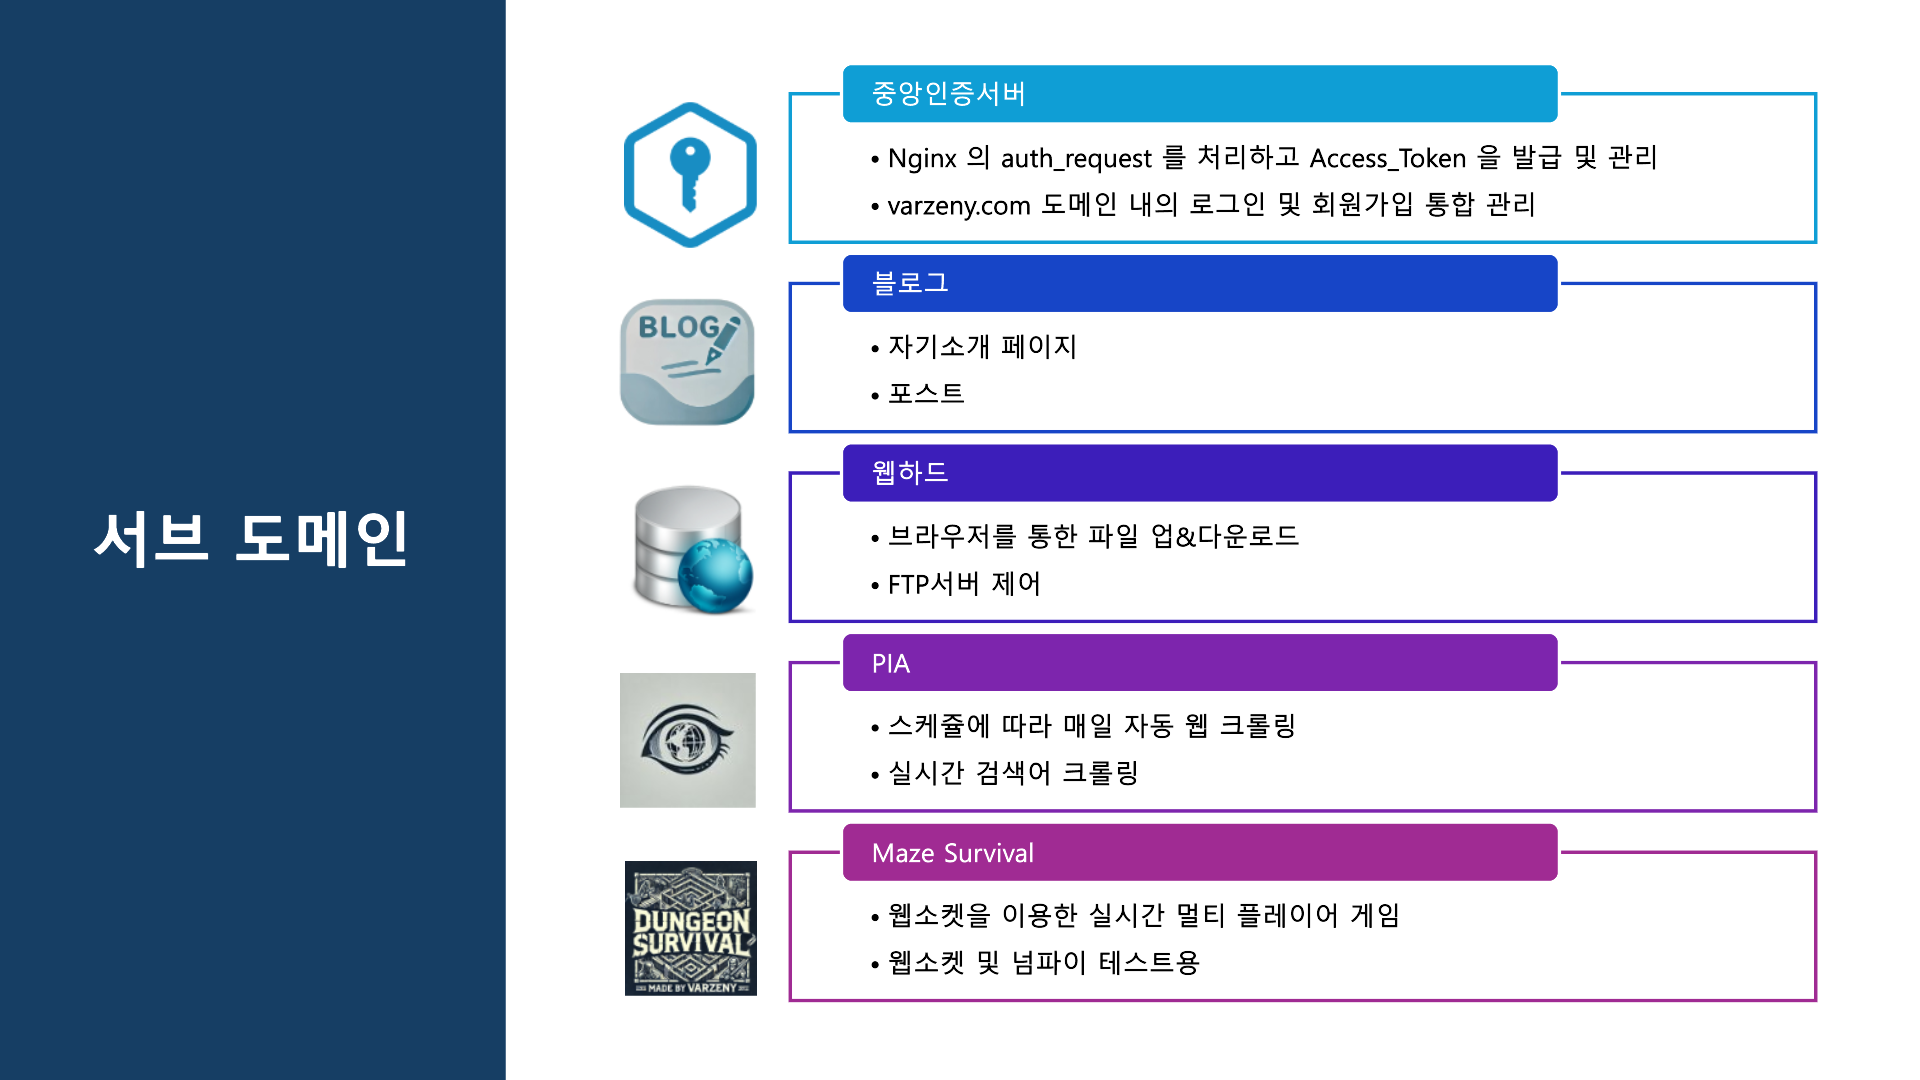 서브 도메인
중앙인증서버
• Nginx 의 auth_request 를 처리하고 Access_Token 을 발급 및 관리
• varzeny.com 도메인 내의 로그인 및 회원가입 통합 관리
BLOG
블로그
• 자기소개 페이지
• 포스트
웹하드
• 브라우저를 통한 파일 업&다운로드
• FTP서버 제어
PIA
• 스케쥴에 따라 매일 자동 웹 크롤링
• 실시간 검색어 크롤링
DUNGEON
SURVIVAL
MADE BY VARZENY
Maze Survival
• 웹소켓을 이용한 실시간 멀티 플레이어 게임
• 웹소켓 및 넘파이 테스트용